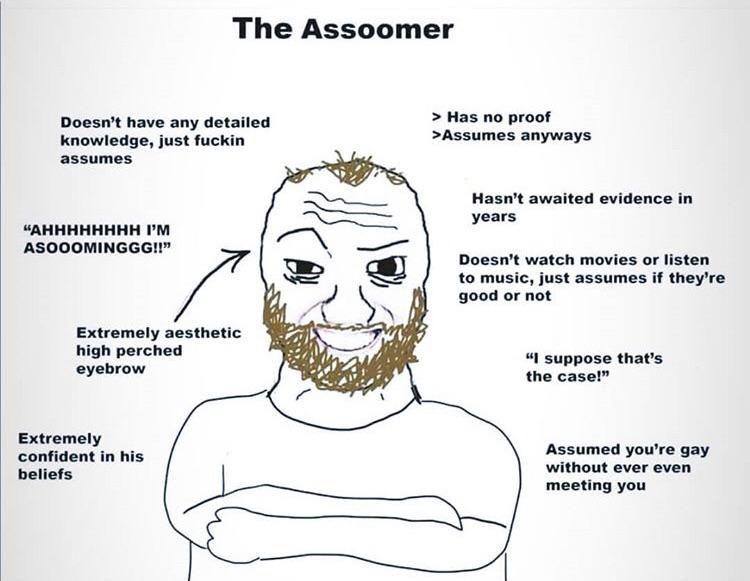 The Assoomer
Doesn't have any detailed
knowledge, just fuckin
assumes
> Has no proof
>Assumes anyways
Hasn't awaited evidence in
years
"AHHHHHHHH I'M
ASOOOMINGGG!!"
Doesn't watch movies or listen
to music, just assumes if they're
good or not
Extremely aesthetic
high perched
eyebrow
"I suppose that's
the case!"
Extremely
confident in his
beliefs
Assumed you're gay
without ever even
meeting you